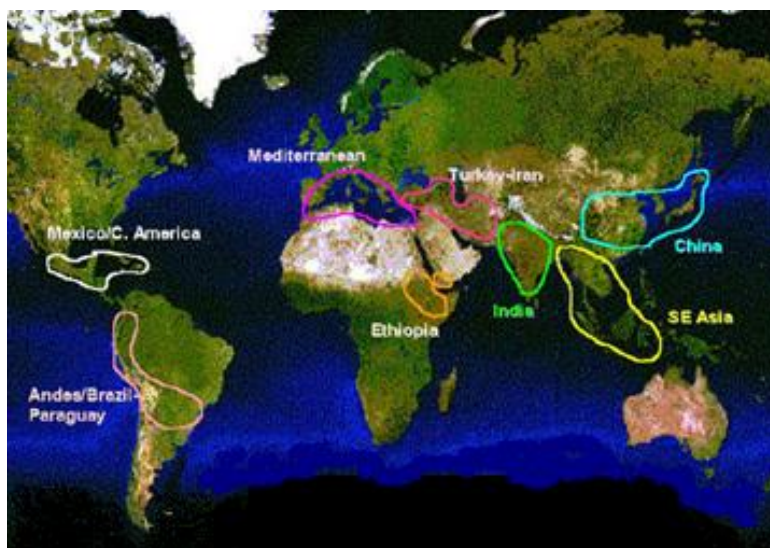 Mediterranean
Turkey-Iran
Mexico/C. America
China
Ethiopia
India
SE Asia
Andes/Brazil-
Paraguay